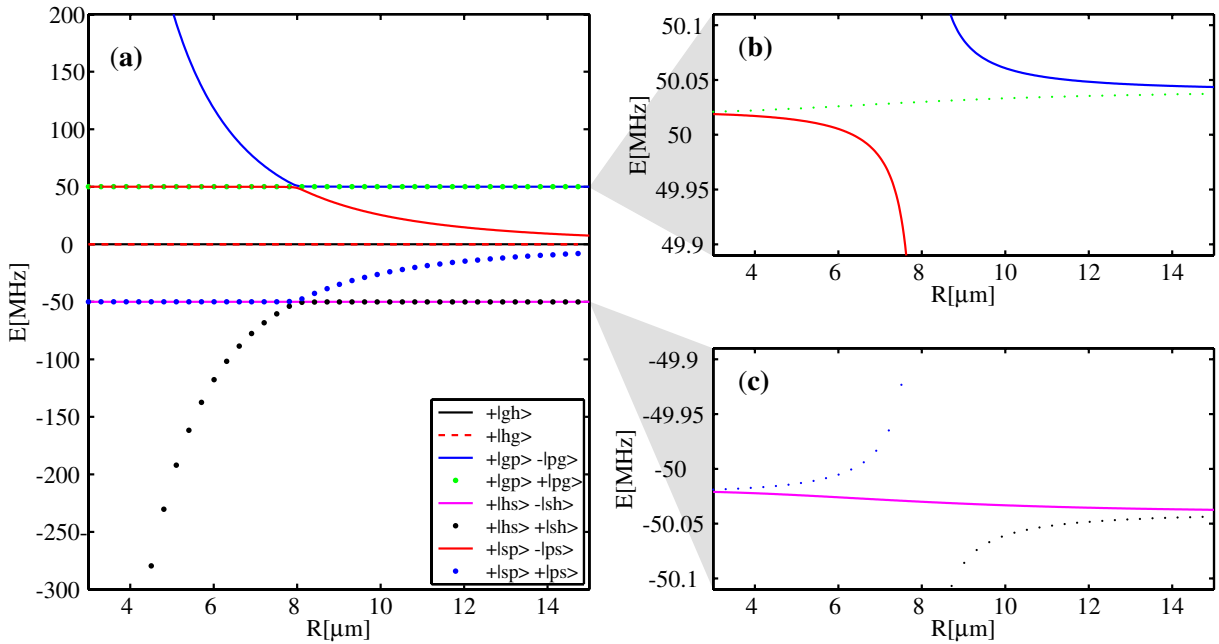 (a)
200
150
100
50
0
-50
-100
-150
-200
-250
-300
E[MHz]
4 6 8 10 12 14
R[µm]
+|gh>
+|hg>
+|gp> -|pg>
+|gp> +|pg>
+|hs> -|sh>
+|hs> +|sh>
+|sp> -|ps>
+|sp> +|ps>
(b)
50.1
50.05
50
49.95
49.9
E[MHz]
4 6 8 10 12 14
R[µm]
(c)
-49.9
-49.95
-50
-50.05
-50.1
E[MHz]
4 6 8 10 12 14
R[µm]